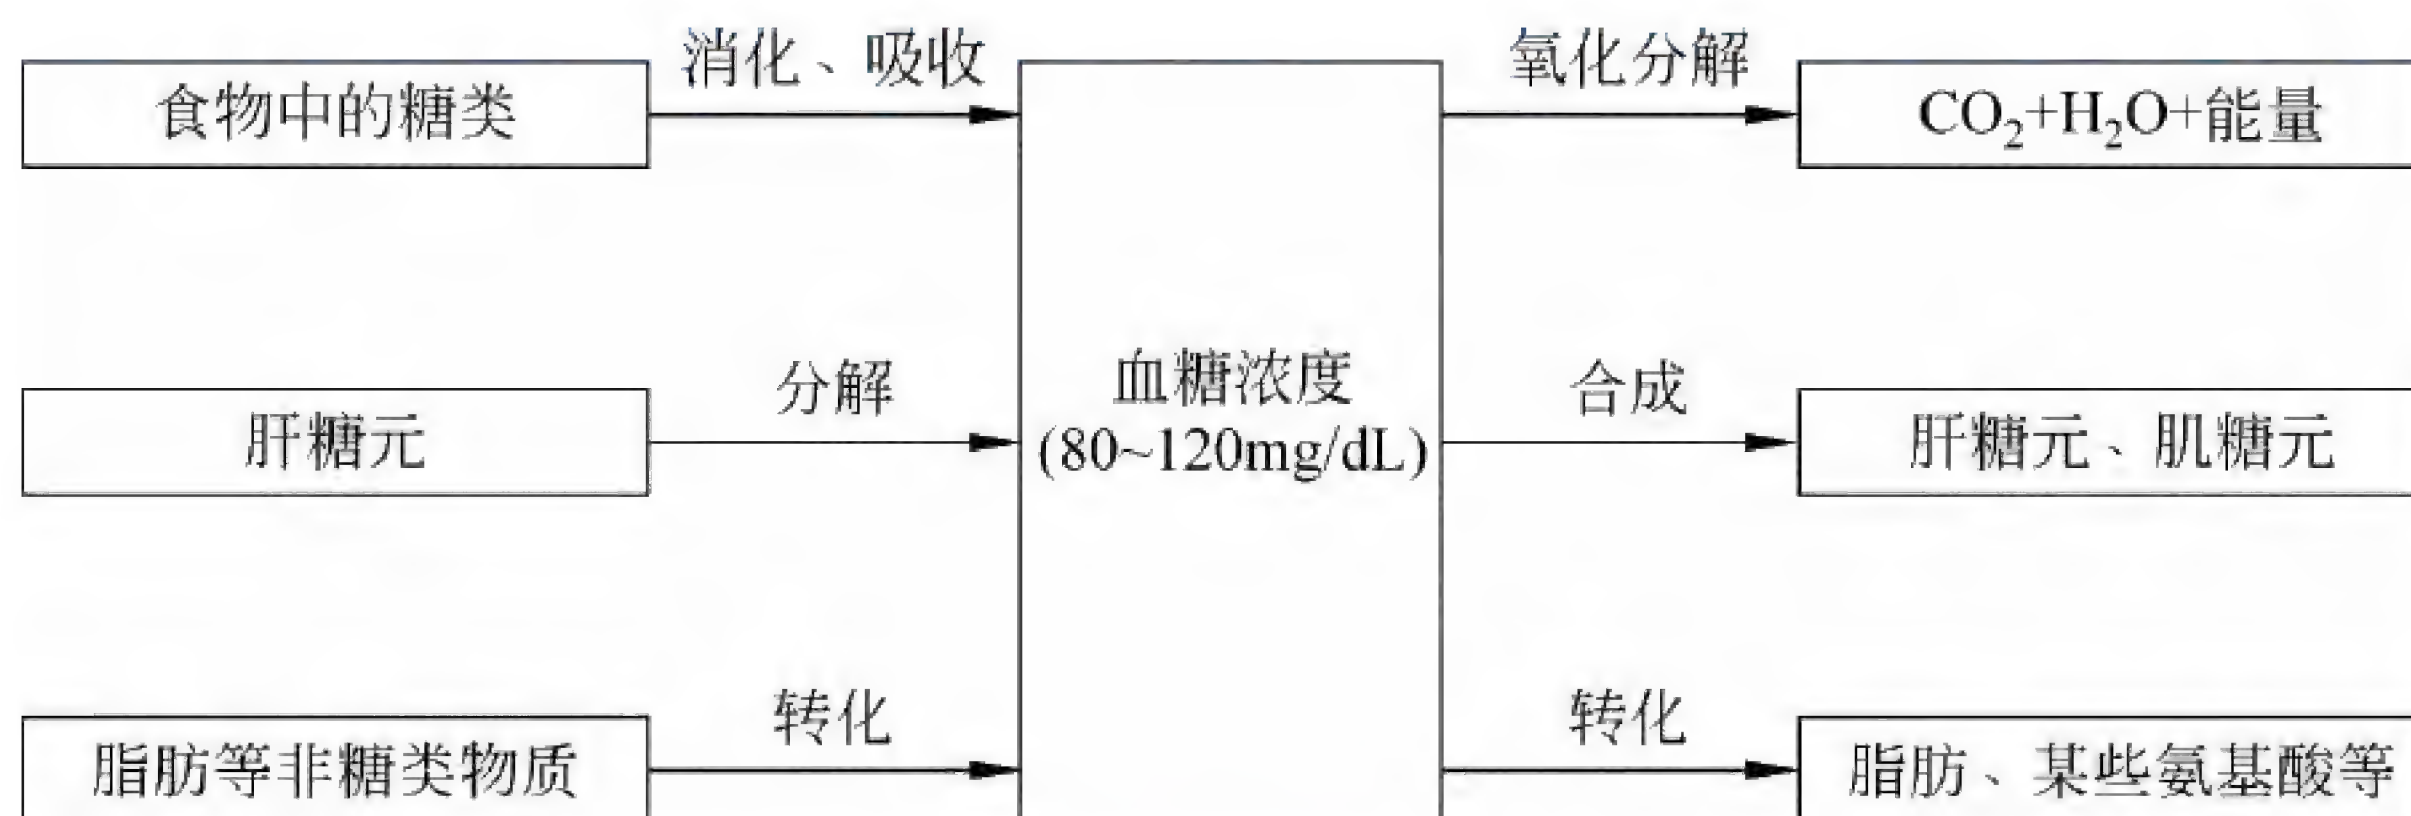 消化、吸收
氧化分解
食物中的糖类
CO₂+H₂O+能量
分解
血糖浓度
合成
肝糖元
(80~120mg/dL)
肝糖元、肌糖元
转化
转化
脂肪等非糖类物质
脂肪、某些氨基酸等